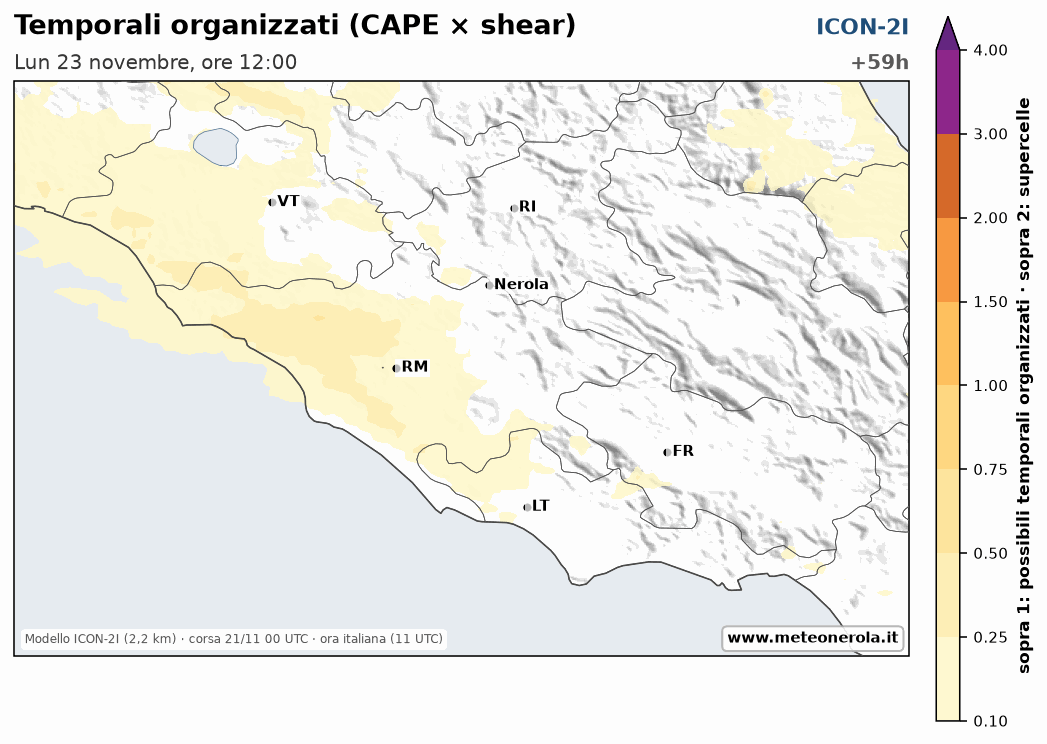 Temporali organizzati (CAPE × shear)
ICON-2I
Lun 23 novembre, ore 12:00
+59h
VT
RI
Nerola
RM
FR
LT
Modello ICON-2I (2,2 km) · corsa 21/11 00 UTC · ora italiana (11 UTC)
www.meteonerola.it
4.00
3.00
2.00
1.50
1.00
0.75
0.50
0.25
0.10
sopra 1: possibili temporali organizzati · sopra 2: supercelle